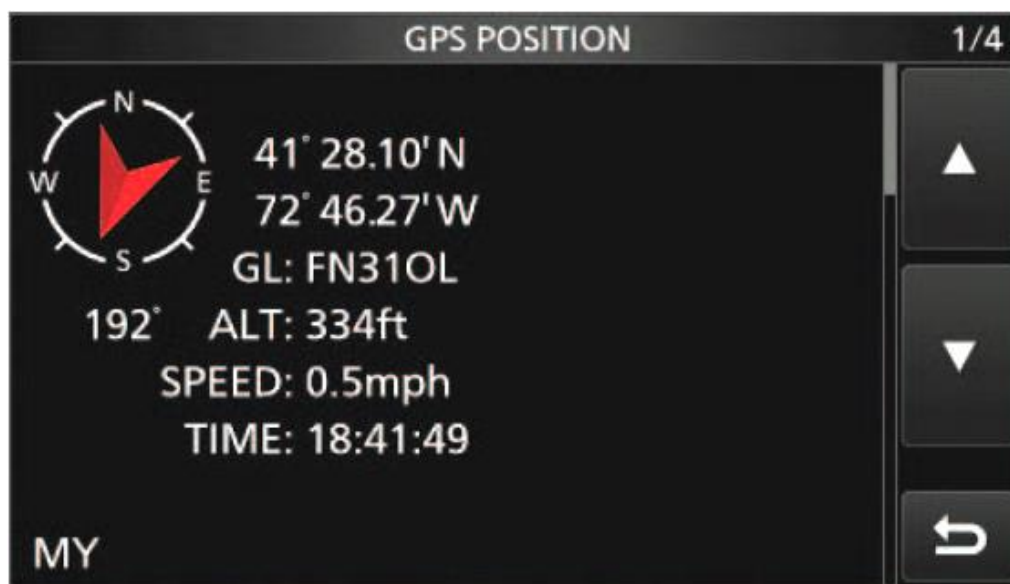 GPS POSITION 1/4
N
W E
S
41° 28.10' N
72° 46.27' W
GL: FN31OL
192° ALT: 334ft
SPEED: 0.5mph
TIME: 18:41:49
MY